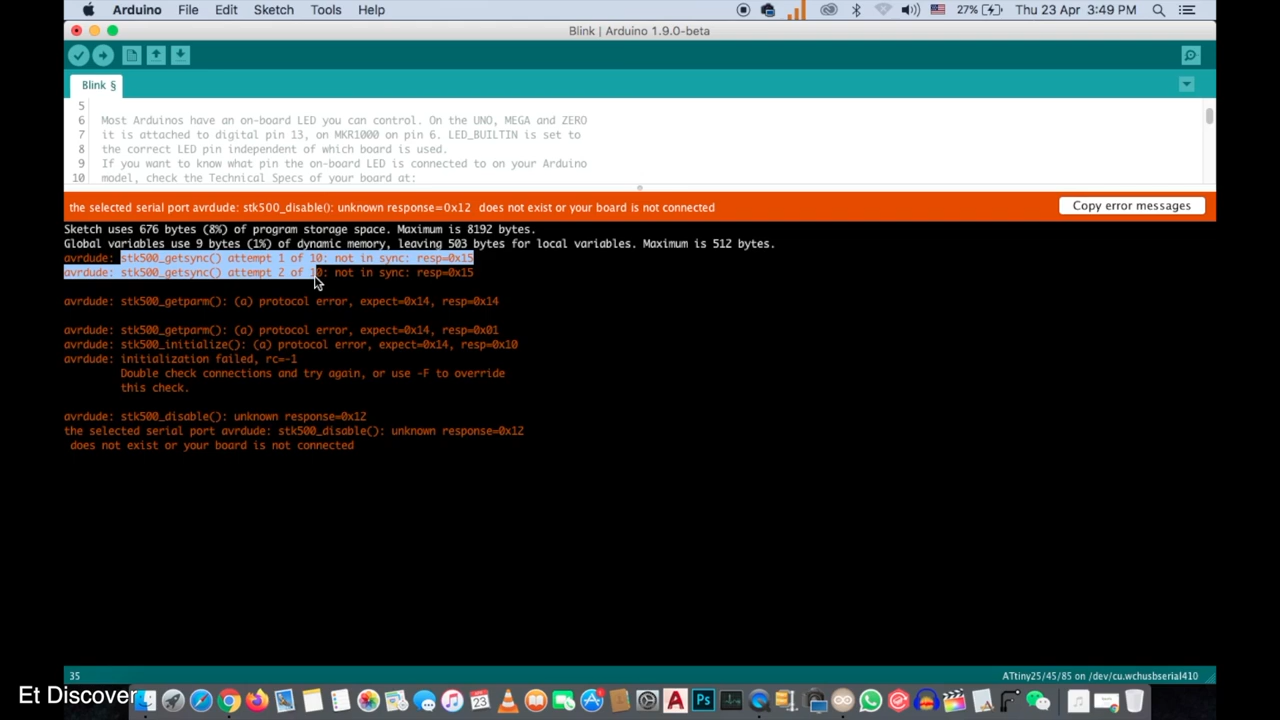 Arduino File Edit Sketch Tools Help 27% Thu 23 Apr 3:49 PM
Blink | Arduino 1.9.0-beta
Blink §
5
6 Most Arduinos have an on-board LED you can control. On the UNO, MEGA and ZERO
7 it is attached to digital pin 13, on MKR1000 on pin 6. LED_BUILTIN is set to
8 the correct LED pin independent of which board is used.
9 If you want to know what pin the on-board LED is connected to on your Arduino
10 model, check the Technical Specs of your board at:
the selected serial port avrdude: stk500_disable(): unknown response=0x12 does not exist or your board is not connected
Copy error messages
Sketch uses 676 bytes (8%) of program storage space. Maximum is 8192 bytes.
Global variables use 9 bytes (1%) of dynamic memory, leaving 503 bytes for local variables. Maximum is 512 bytes.
avrdude: stk500_getsync() attempt 1 of 10: not in sync: resp=0x15
avrdude: stk500_getsync() attempt 2 of 10: not in sync: resp=0x15
avrdude: stk500_getparm(): (a) protocol error, expect=0x14, resp=0x14
avrdude: stk500_getparm(): (a) protocol error, expect=0x14, resp=0x01
avrdude: stk500_initialize(): (a) protocol error, expect=0x14, resp=0x10
avrdude: initialization failed, rc=-1
Double check connections and try again, or use -F to override
this check.
avrdude: stk500_disable(): unknown response=0x12
the selected serial port avrdude: stk500_disable(): unknown response=0x12
does not exist or your board is not connected
35 ATtiny25/45/85 on /dev/cu.wchusbserial410
Et Discover
23 A Ps